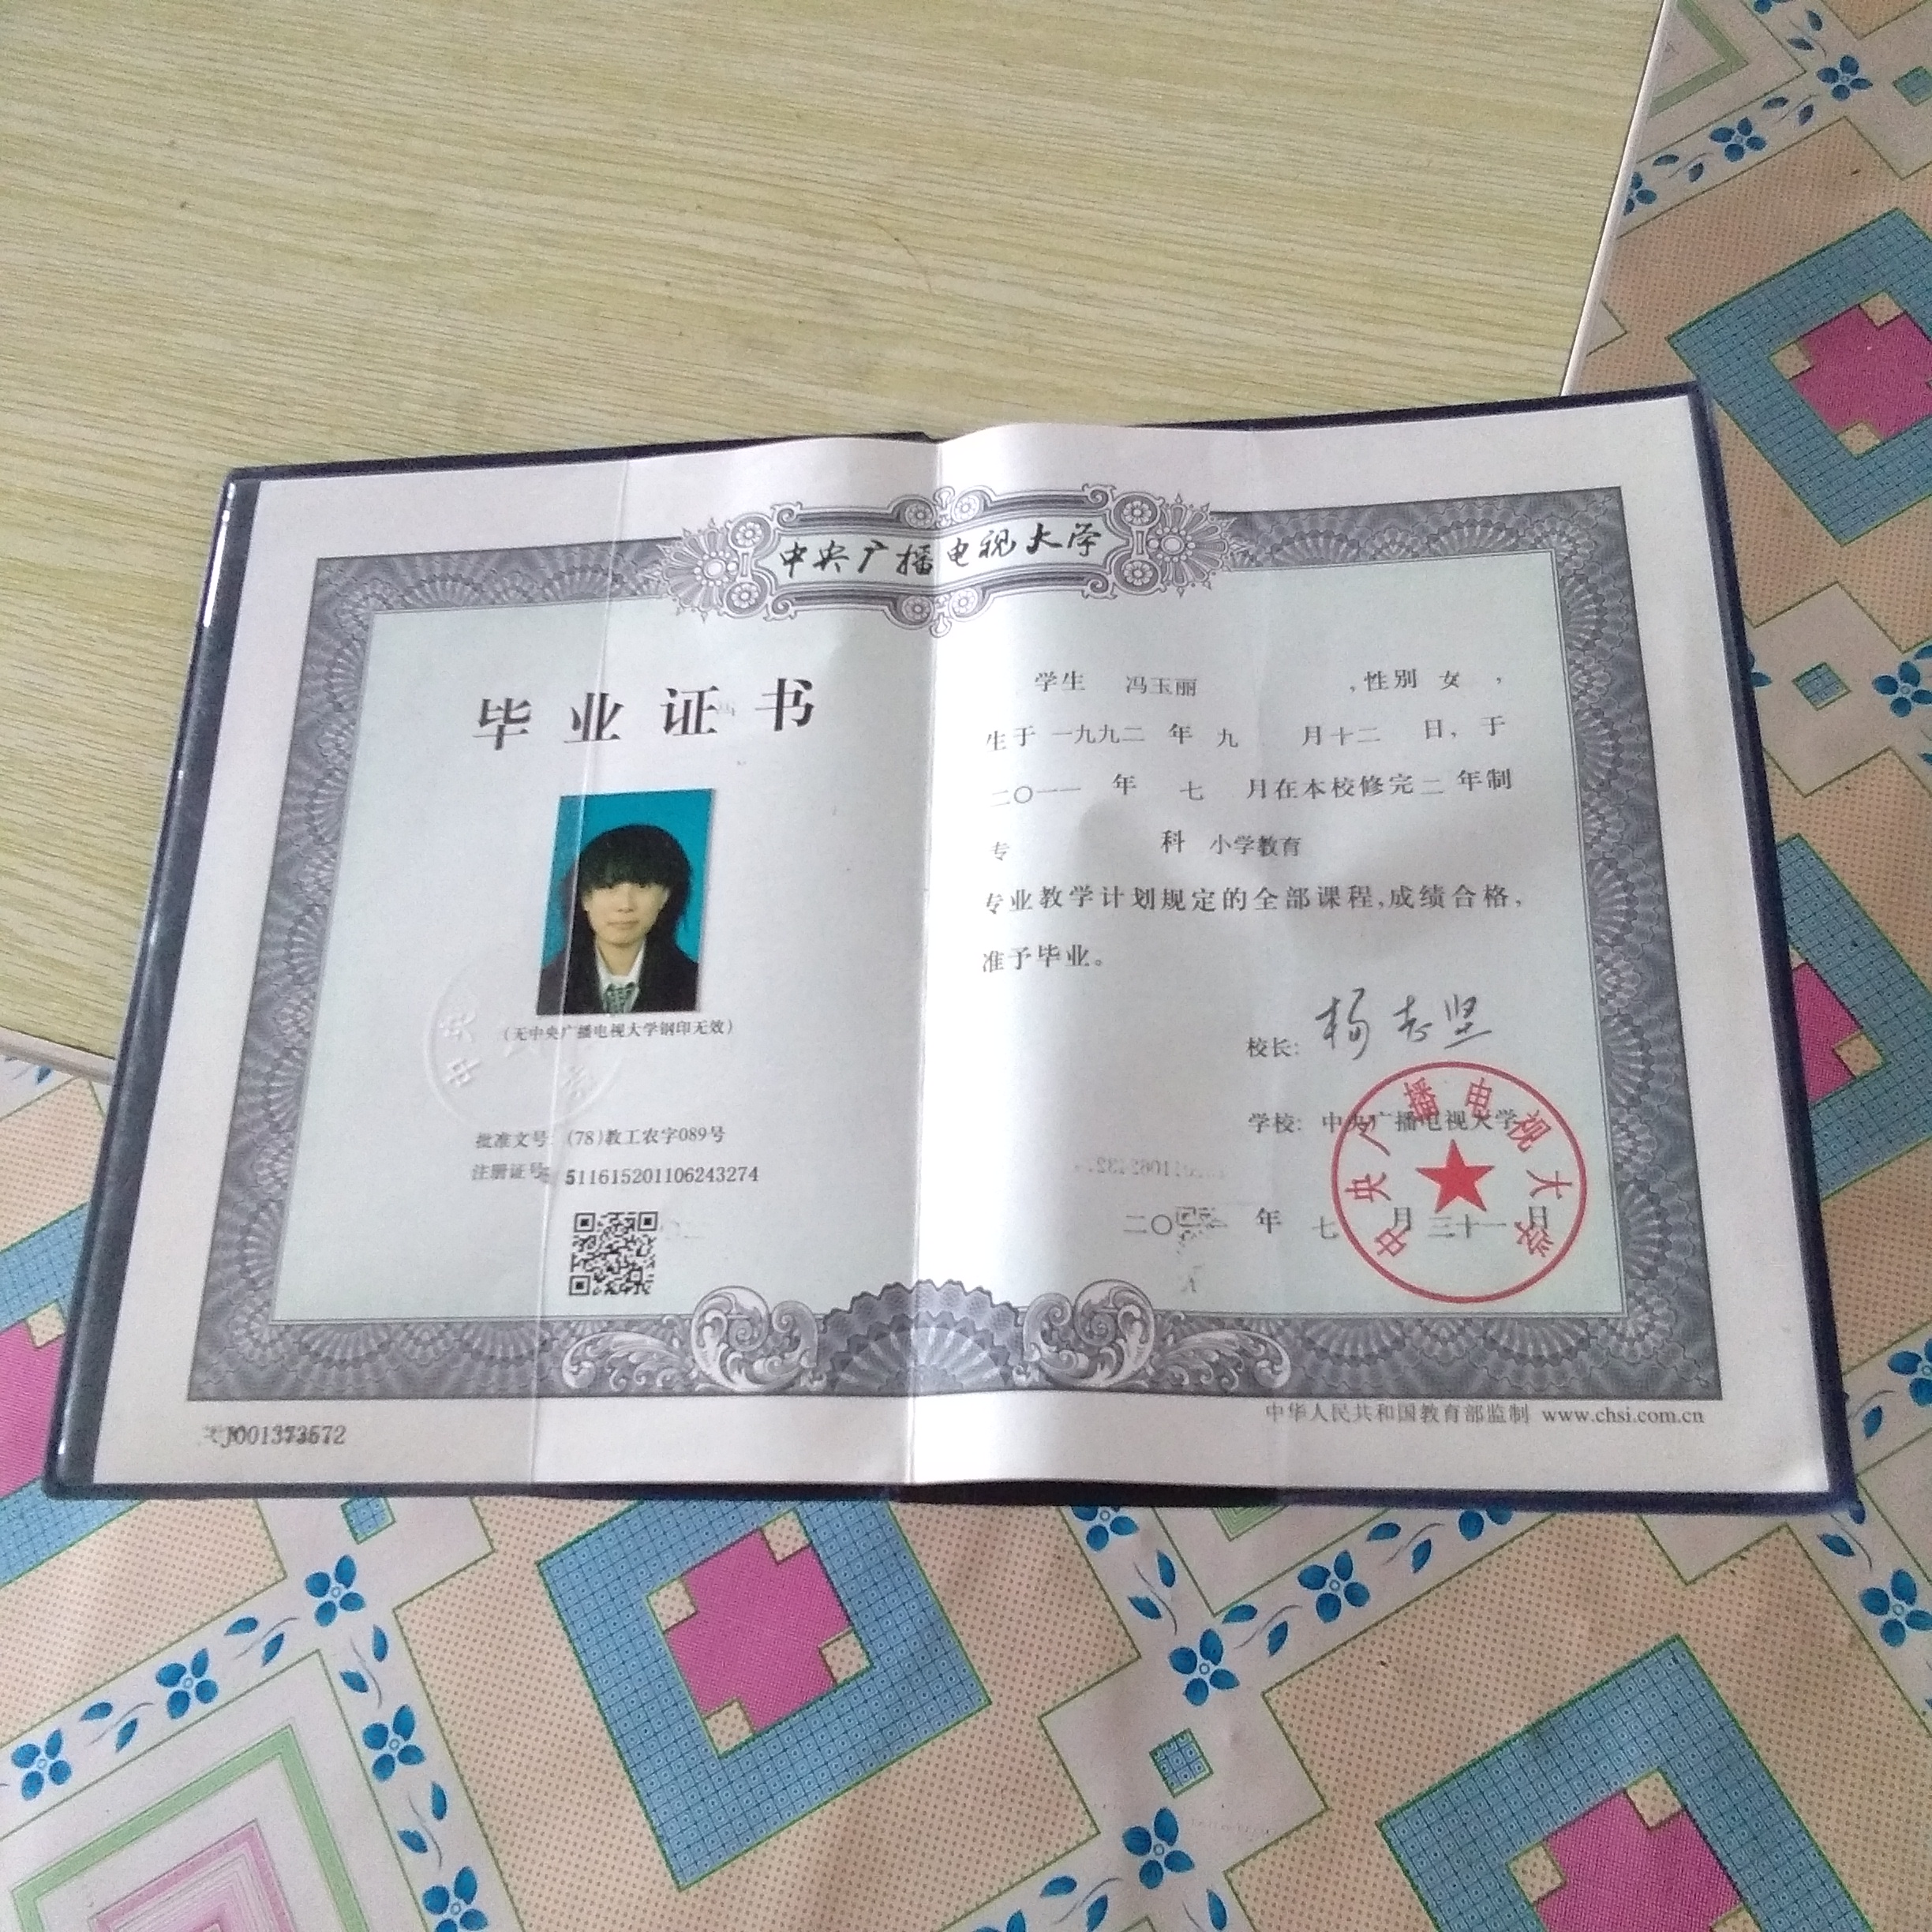 中央广播电视大学
毕业证书
(无中央广播电视大学钢印无效)
批准文号:(78)教工农字089号
注册证号:511615201106243274
学生 冯玉丽 ,性别 女 ,
生于 一九九二 年 九 月十二 日,于
二〇一一 年 七 月在本校修完二 年制
专 科 小学教育
专业教学计划规定的全部课程,成绩合格,
准予毕业。
校长: 杨志坚
学校: 中央广播电视大学
中央广播电视大学
二〇 年 七 月 三十一 日
中华人民共和国教育部监制 www.chsi.com.cn